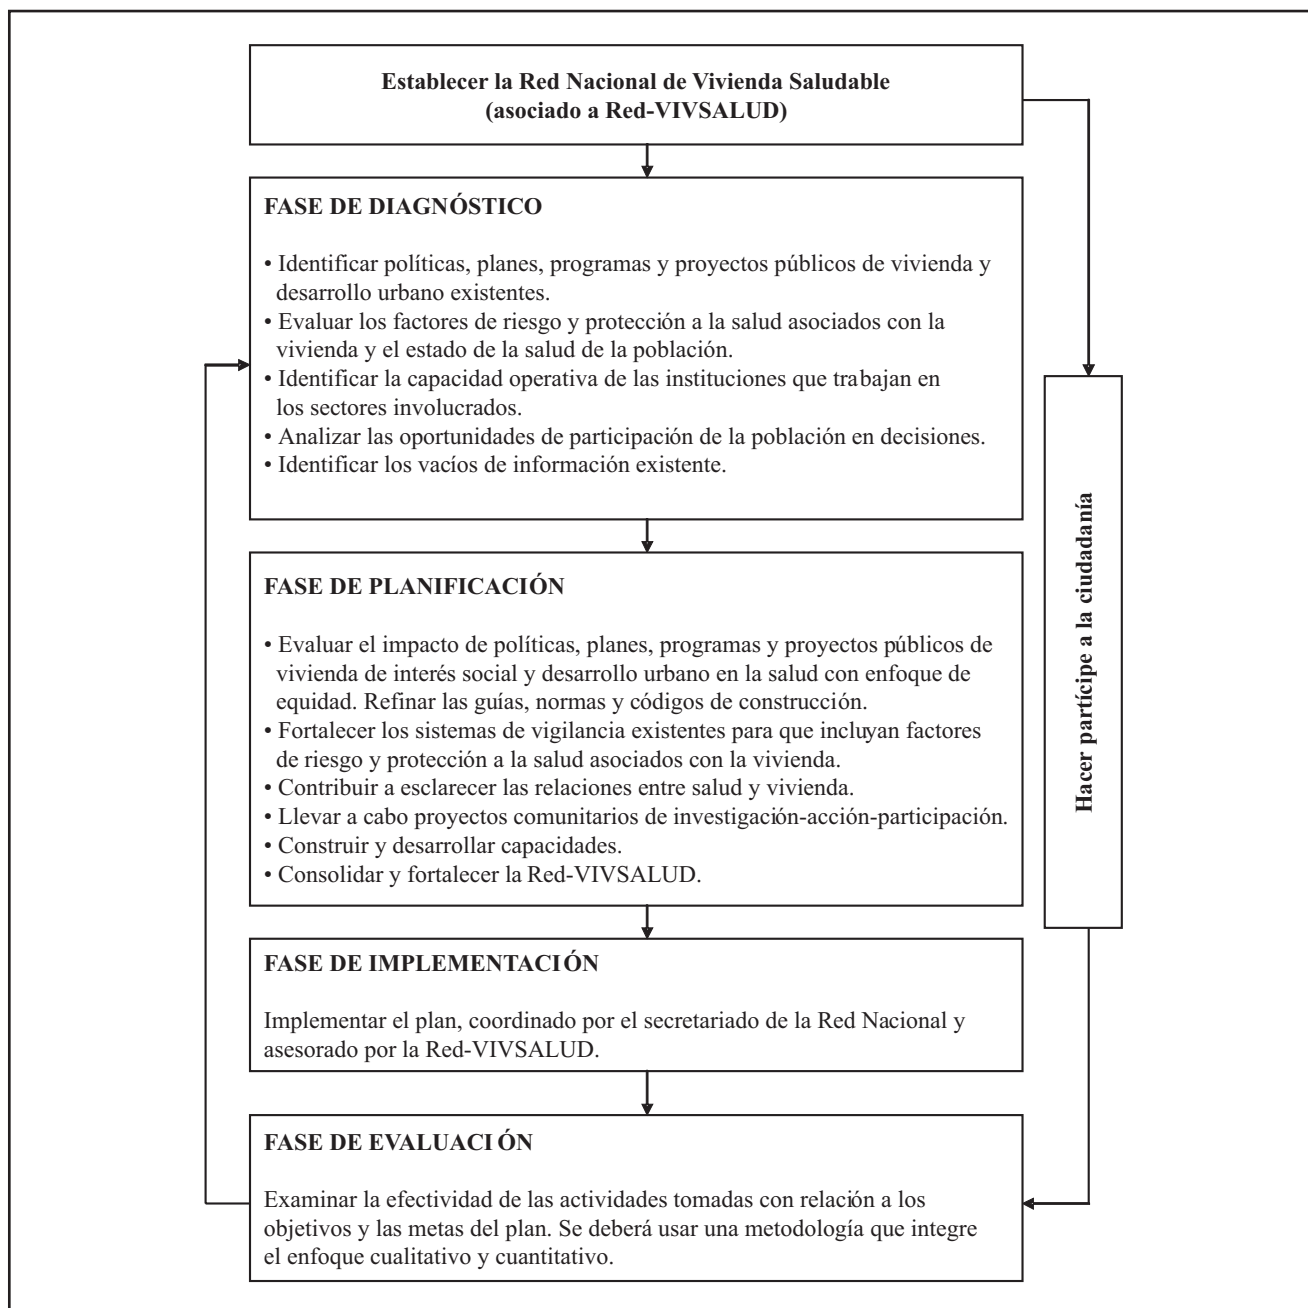 Establecer la Red Nacional de Vivienda Saludable
(asociado a Red-VIVSALUD)
FASE DE DIAGNÓSTICO
• Identificar políticas, planes, programas y proyectos públicos de vivienda y
desarrollo urbano existentes.
• Evaluar los factores de riesgo y protección a la salud asociados con la
vivienda y el estado de la salud de la población.
• Identificar la capacidad operativa de las instituciones que trabajan en
los sectores involucrados.
• Analizar las oportunidades de participación de la población en decisiones.
• Identificar los vacíos de información existente.
FASE DE PLANIFICACIÓN
• Evaluar el impacto de políticas, planes, programas y proyectos públicos de
vivienda de interés social y desarrollo urbano en la salud con enfoque de
equidad. Refinar las guías, normas y códigos de construcción.
• Fortalecer los sistemas de vigilancia existentes para que incluyan factores
de riesgo y protección a la salud asociados con la vivienda.
• Contribuir a esclarecer las relaciones entre salud y vivienda.
• Llevar a cabo proyectos comunitarios de investigación-acción-participación.
• Construir y desarrollar capacidades.
• Consolidar y fortalecer la Red-VIVSALUD.
FASE DE IMPLEMENTACIÓN
Implementar el plan, coordinado por el secretariado de la Red Nacional y
asesorado por la Red-VIVSALUD.
FASE DE EVALUACIÓN
Examinar la efectividad de las actividades tomadas con relación a los
objetivos y las metas del plan. Se deberá usar una metodología que integre
el enfoque cualitativo y cuantitativo.
Hacer partícipe a la ciudadanía